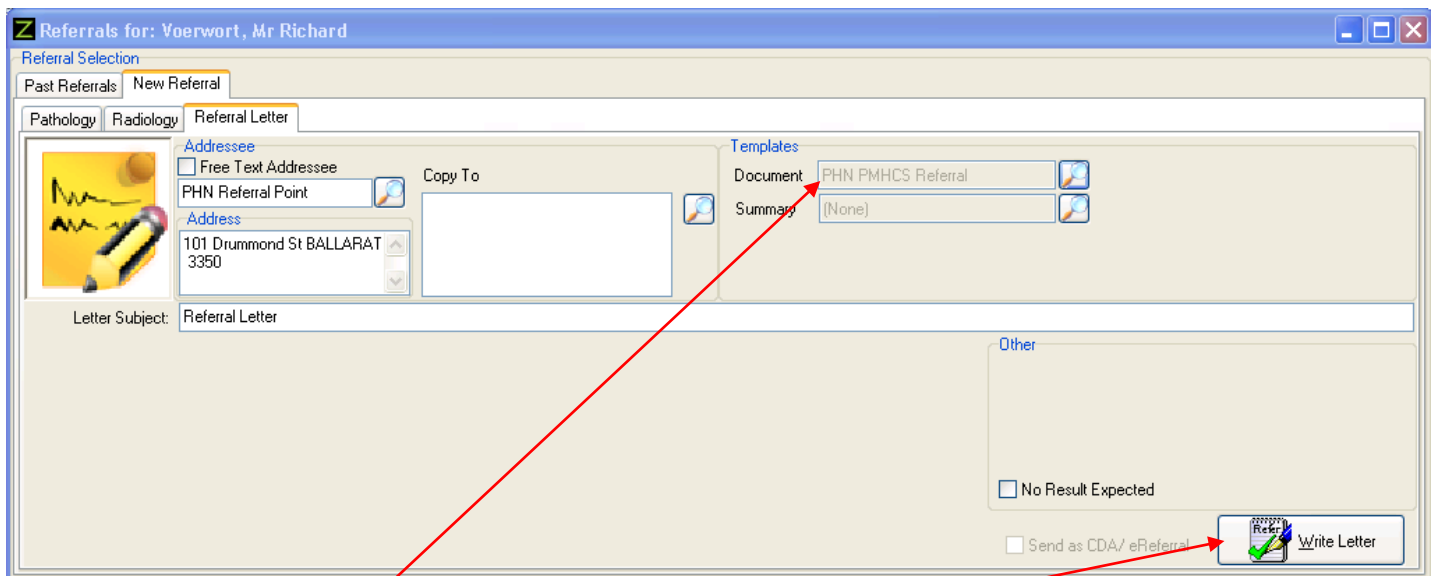 Referrals for: Voerwort, Mr Richard
Referral Selection
Past Referrals New Referral
Pathology Radiology Referral Letter
Addressee
Free Text Addressee
PHN Referral Point
Address
101 Drummond St BALLARAT
3350
Copy To
Templates
Document PHN PMHCS Referral
Summary (None)
Letter Subject: Referral Letter
Other
No Result Expected
Send as CDA/ eReferral
Refer
Write Letter